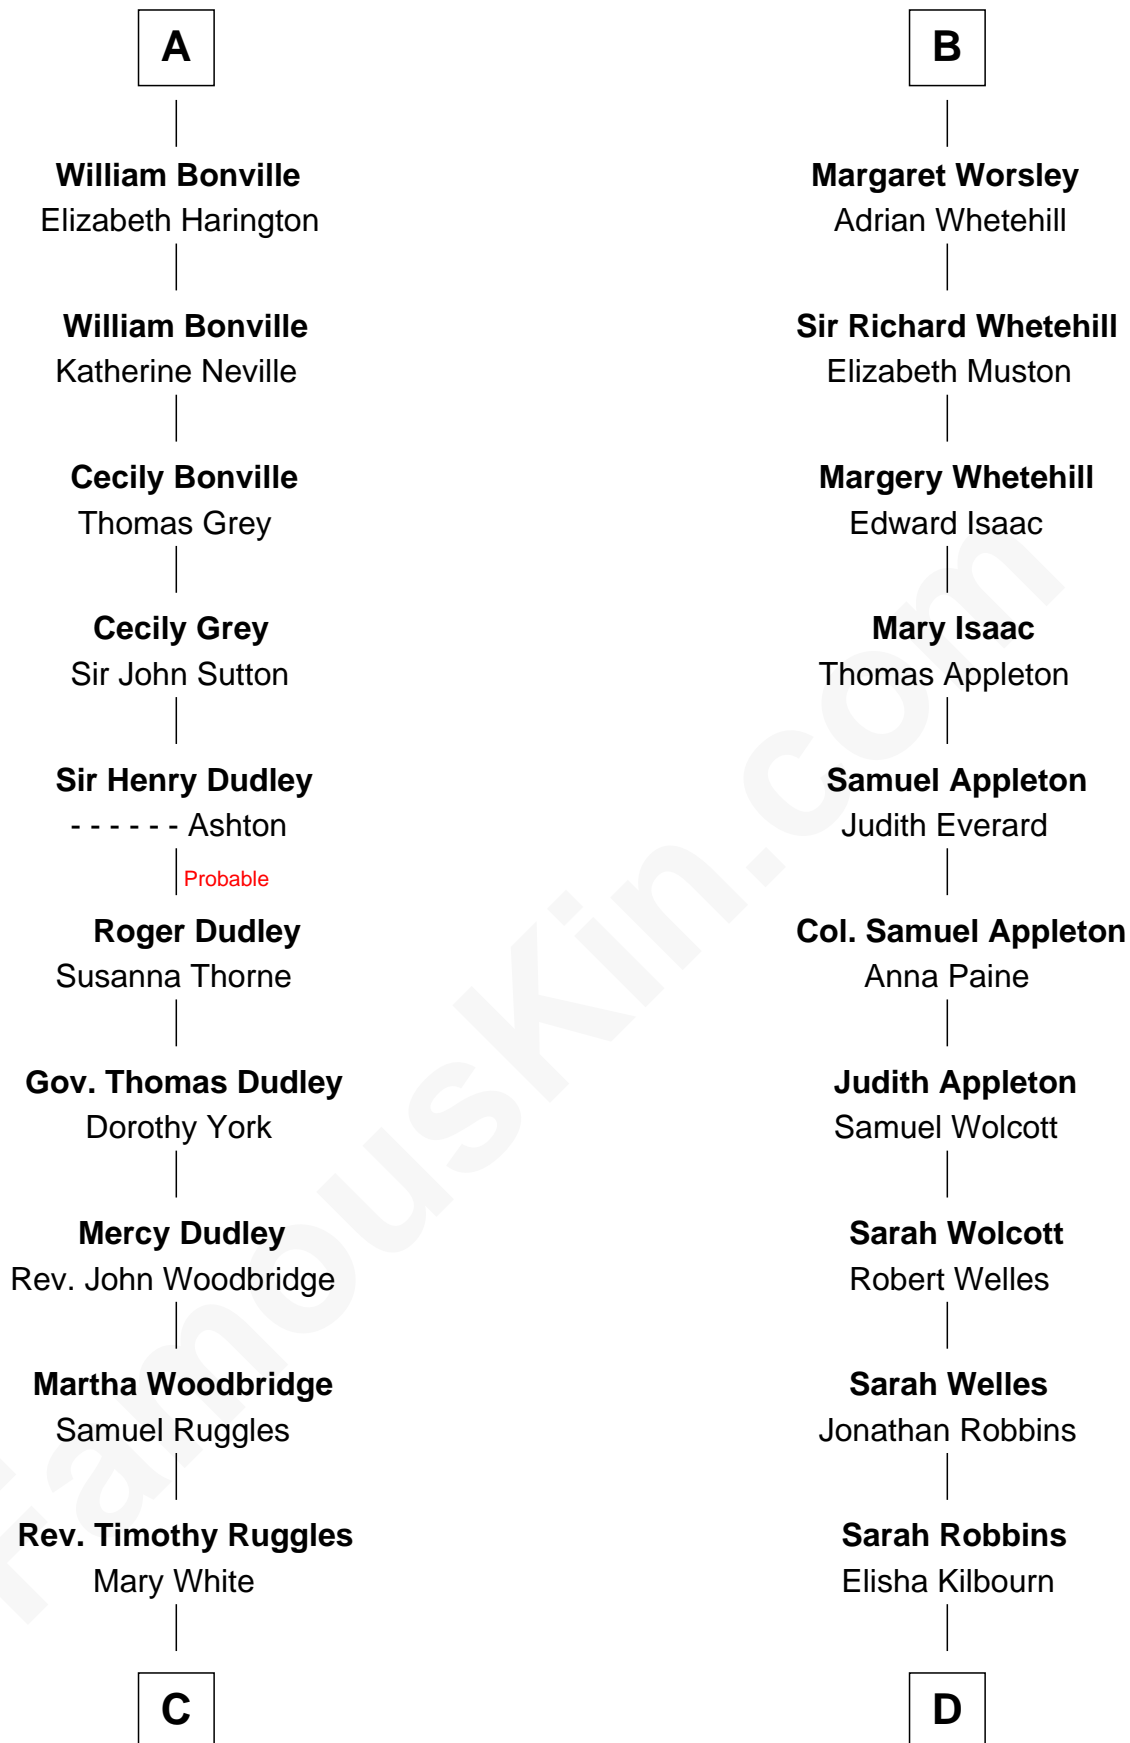 A
William Bonville
Elizabeth Harington
William Bonville
Katherine Neville
Cecily Bonville
Thomas Grey
Cecily Grey
Sir John Sutton
Sir Henry Dudley
- - - - - - Ashton
Probable
Roger Dudley
Susanna Thorne
Gov. Thomas Dudley
Dorothy York
Mercy Dudley
Rev. John Woodbridge
Martha Woodbridge
Samuel Ruggles
Rev. Timothy Ruggles
Mary White
C
B
Margaret Worsley
Adrian Whetehill
Sir Richard Whetehill
Elizabeth Muston
Margery Whetehill
Edward Isaac
Mary Isaac
Thomas Appleton
Samuel Appleton
Judith Everard
Col. Samuel Appleton
Anna Paine
Judith Appleton
Samuel Wolcott
Sarah Wolcott
Robert Welles
Sarah Welles
Jonathan Robbins
Sarah Robbins
Elisha Kilbourn
D
FamousKin.com